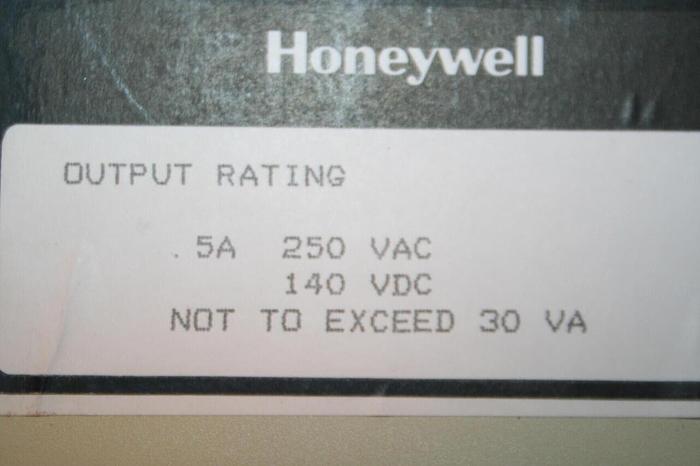 Honeywell
OUTPUT RATING
.5A 250 VAC
140 VDC
NOT TO EXCEED 30 VA